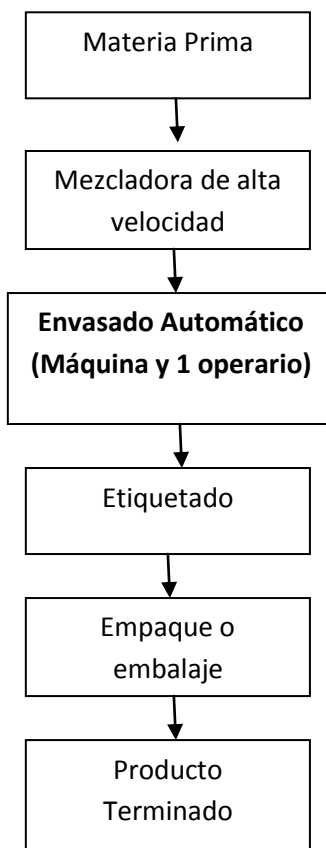 Materia Prima
Mezcladora de alta
velocidad
Envasado Automático
(Máquina y 1 operario)
Etiquetado
Empaque o
embalaje
Producto
Terminado